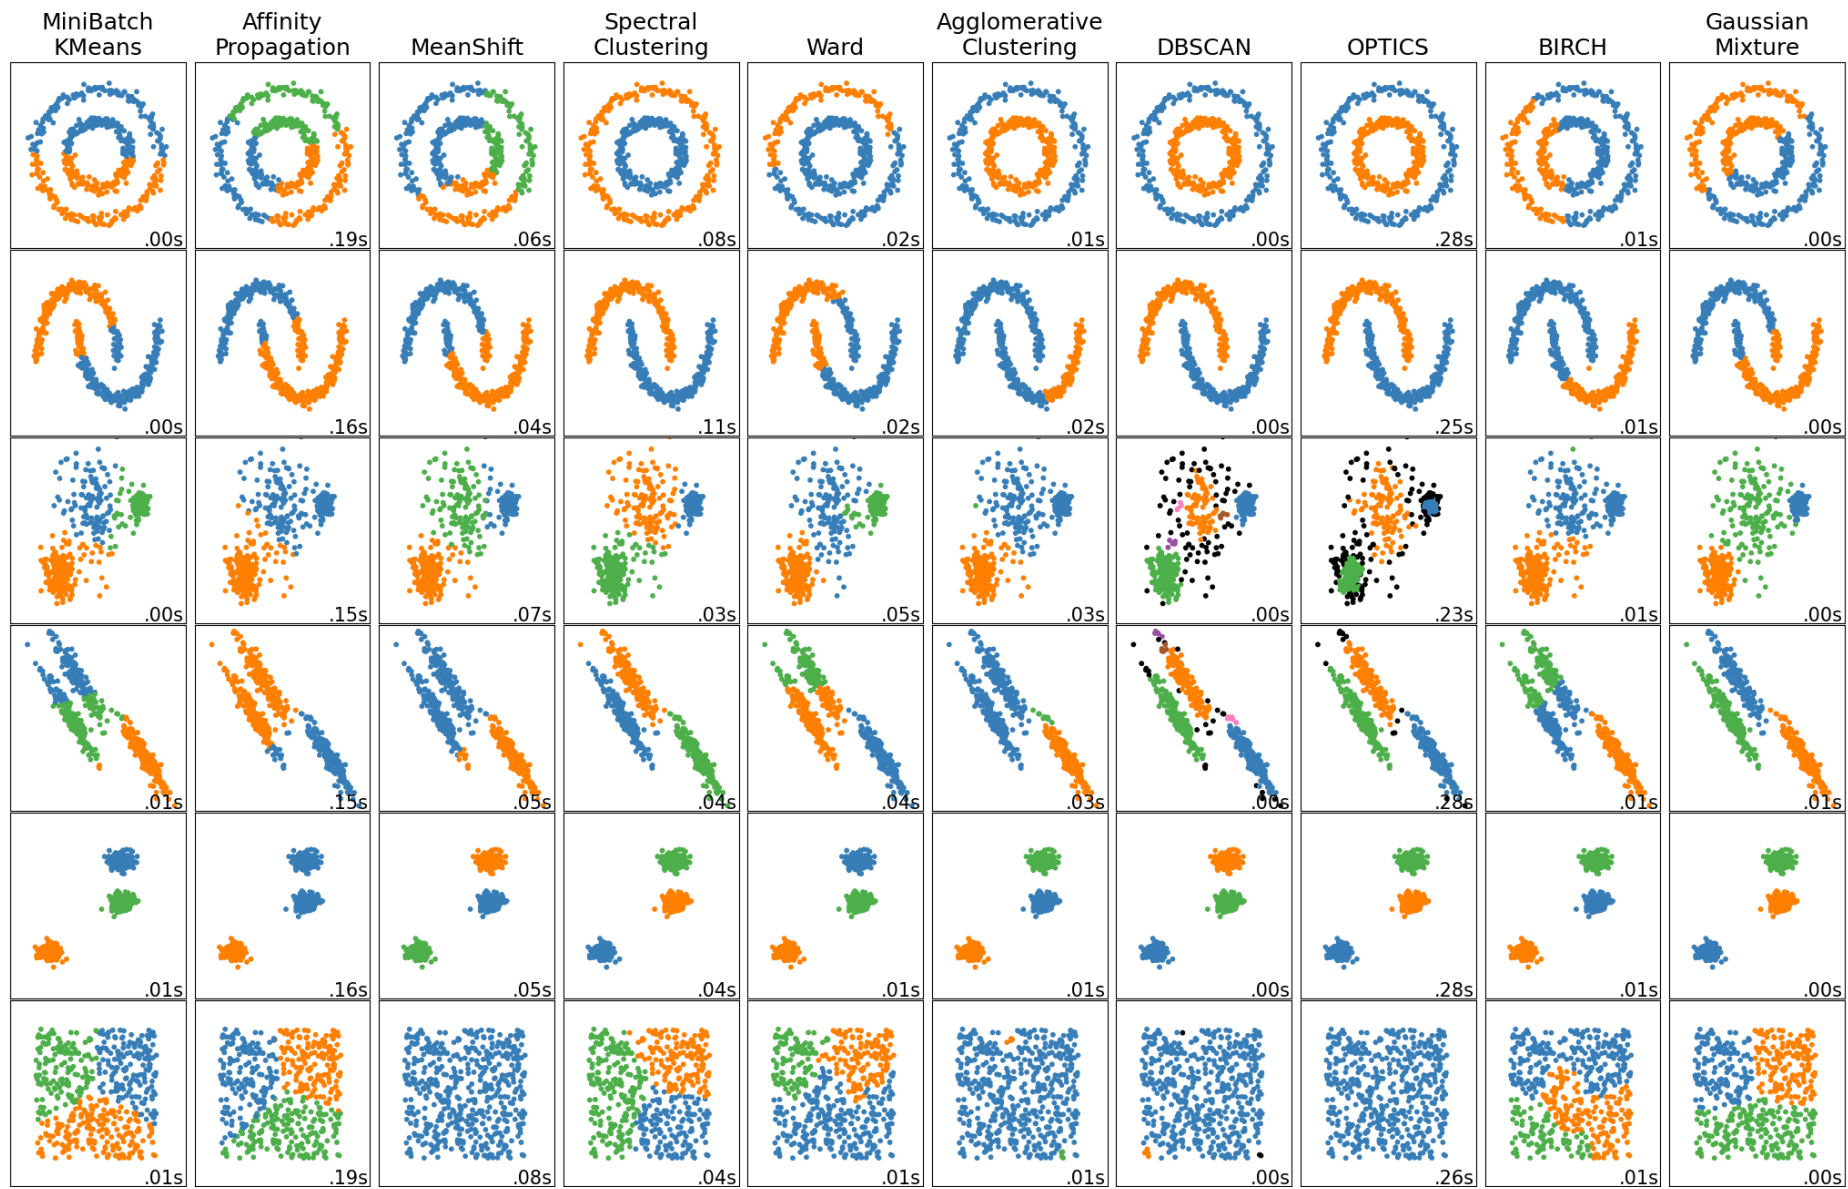 MiniBatch
KMeans
Affinity
Propagation
MeanShift
Spectral
Clustering
Ward
Agglomerative
Clustering
DBSCAN
OPTICS
BIRCH
Gaussian
Mixture
.00s
.19s
.06s
.08s
.02s
.01s
.00s
.28s
.01s
.00s
.00s
.16s
.04s
.11s
.02s
.02s
.00s
.25s
.01s
.00s
.00s
.15s
.07s
.03s
.05s
.03s
.00s
.23s
.01s
.00s
.01s
.15s
.05s
.04s
.04s
.03s
.00s
.28s
.01s
.01s
.01s
.16s
.05s
.04s
.01s
.01s
.00s
.28s
.01s
.00s
.01s
.19s
.08s
.04s
.01s
.01s
.00s
.26s
.01s
.00s